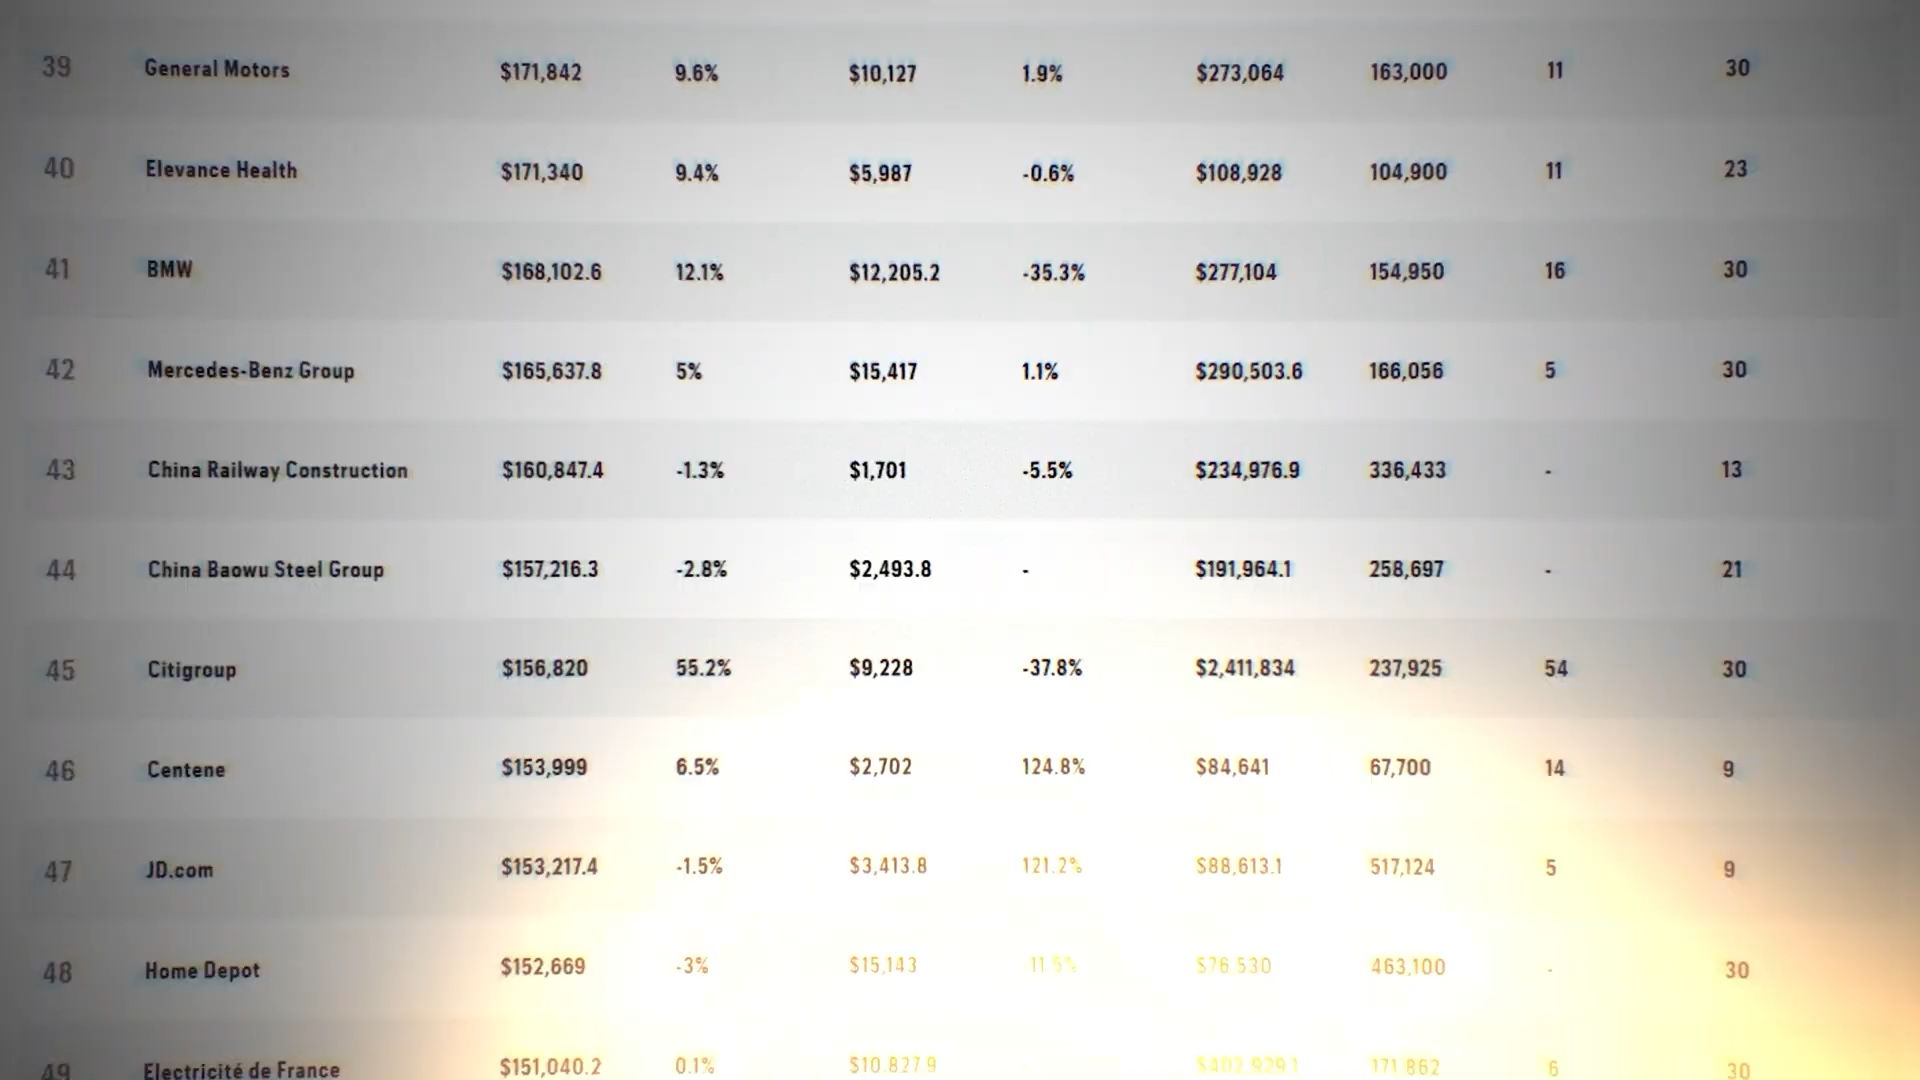 39 General Motors $171,842 9.6% $10,127 1.9% $273,064 163,000 11 30
40 Elevance Health $171,340 9.4% $5,987 -0.6% $108,928 104,900 11 23
41 BMW $168,102.6 12.1% $12,205.2 -35.3% $277,104 154,950 16 30
42 Mercedes-Benz Group $165,637.8 5% $15,417 1.1% $290,503.6 166,056 5 30
43 China Railway Construction $160,847.4 -1.3% $1,701 -5.5% $234,976.9 336,433 - 13
44 China Baowu Steel Group $157,216.3 -2.8% $2,493.8 - $191,964.1 258,697 - 21
45 Citigroup $156,820 55.2% $9,228 -37.8% $2,411,834 237,925 54 30
46 Centene $153,999 6.5% $2,702 124.8% $84,641 67,700 14 9
47 JD.com $153,217.4 -1.5% $3,413.8 121.2% $88,613.1 517,124 5 9
48 Home Depot $152,669 -3% $15,143 $76,530 463,100 - 30
49 Electricité de France $151,040.2 0.1% $10,827.9 $402,929.1 171,862 6 30